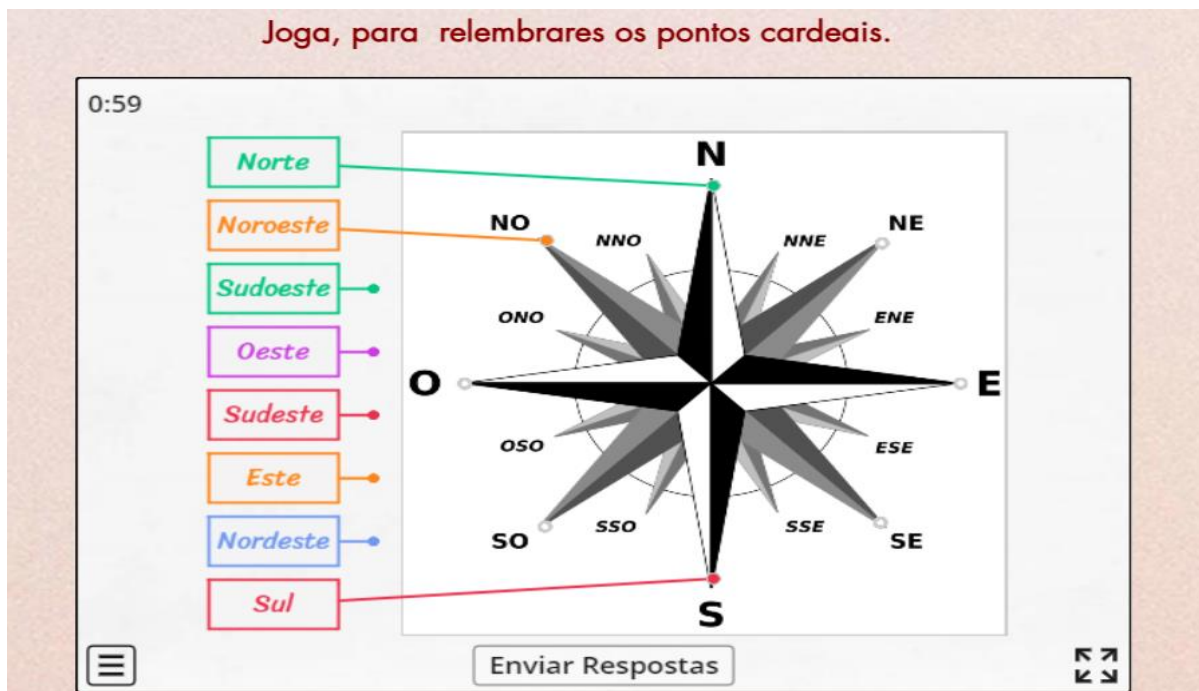 Joga, para relembrares os pontos cardeais.
0:59
Norte
Noroeste
Sudoeste
Oeste
Sudeste
Este
Nordeste
Sul
N
NO
NNO
NNE
NE
ONO
ENE
O
E
OSO
ESE
SO
SSO
SSE
SE
S
Enviar Respostas